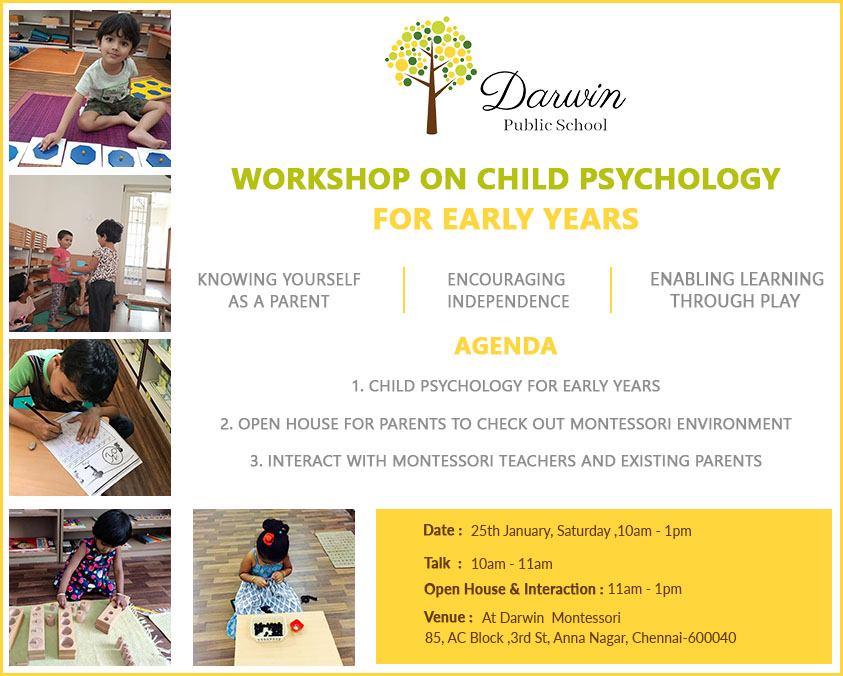 Darwin
Public School
WORKSHOP ON CHILD PSYCHOLOGY
FOR EARLY YEARS
KNOWING YOURSELF
AS A PARENT
ENCOURAGING
INDEPENDENCE
ENABLING LEARNING
THROUGH PLAY
AGENDA
1. CHILD PSYCHOLOGY FOR EARLY YEARS
2. OPEN HOUSE FOR PARENTS TO CHECK OUT MONTESSORI ENVIRONMENT
3. INTERACT WITH MONTESSORI TEACHERS AND EXISTING PARENTS
Date : 25th January, Saturday ,10am - 1pm
Talk : 10am - 11am
Open House & Interaction : 11am - 1pm
Venue : At Darwin Montessori
85, AC Block ,3rd St, Anna Nagar, Chennai-600040